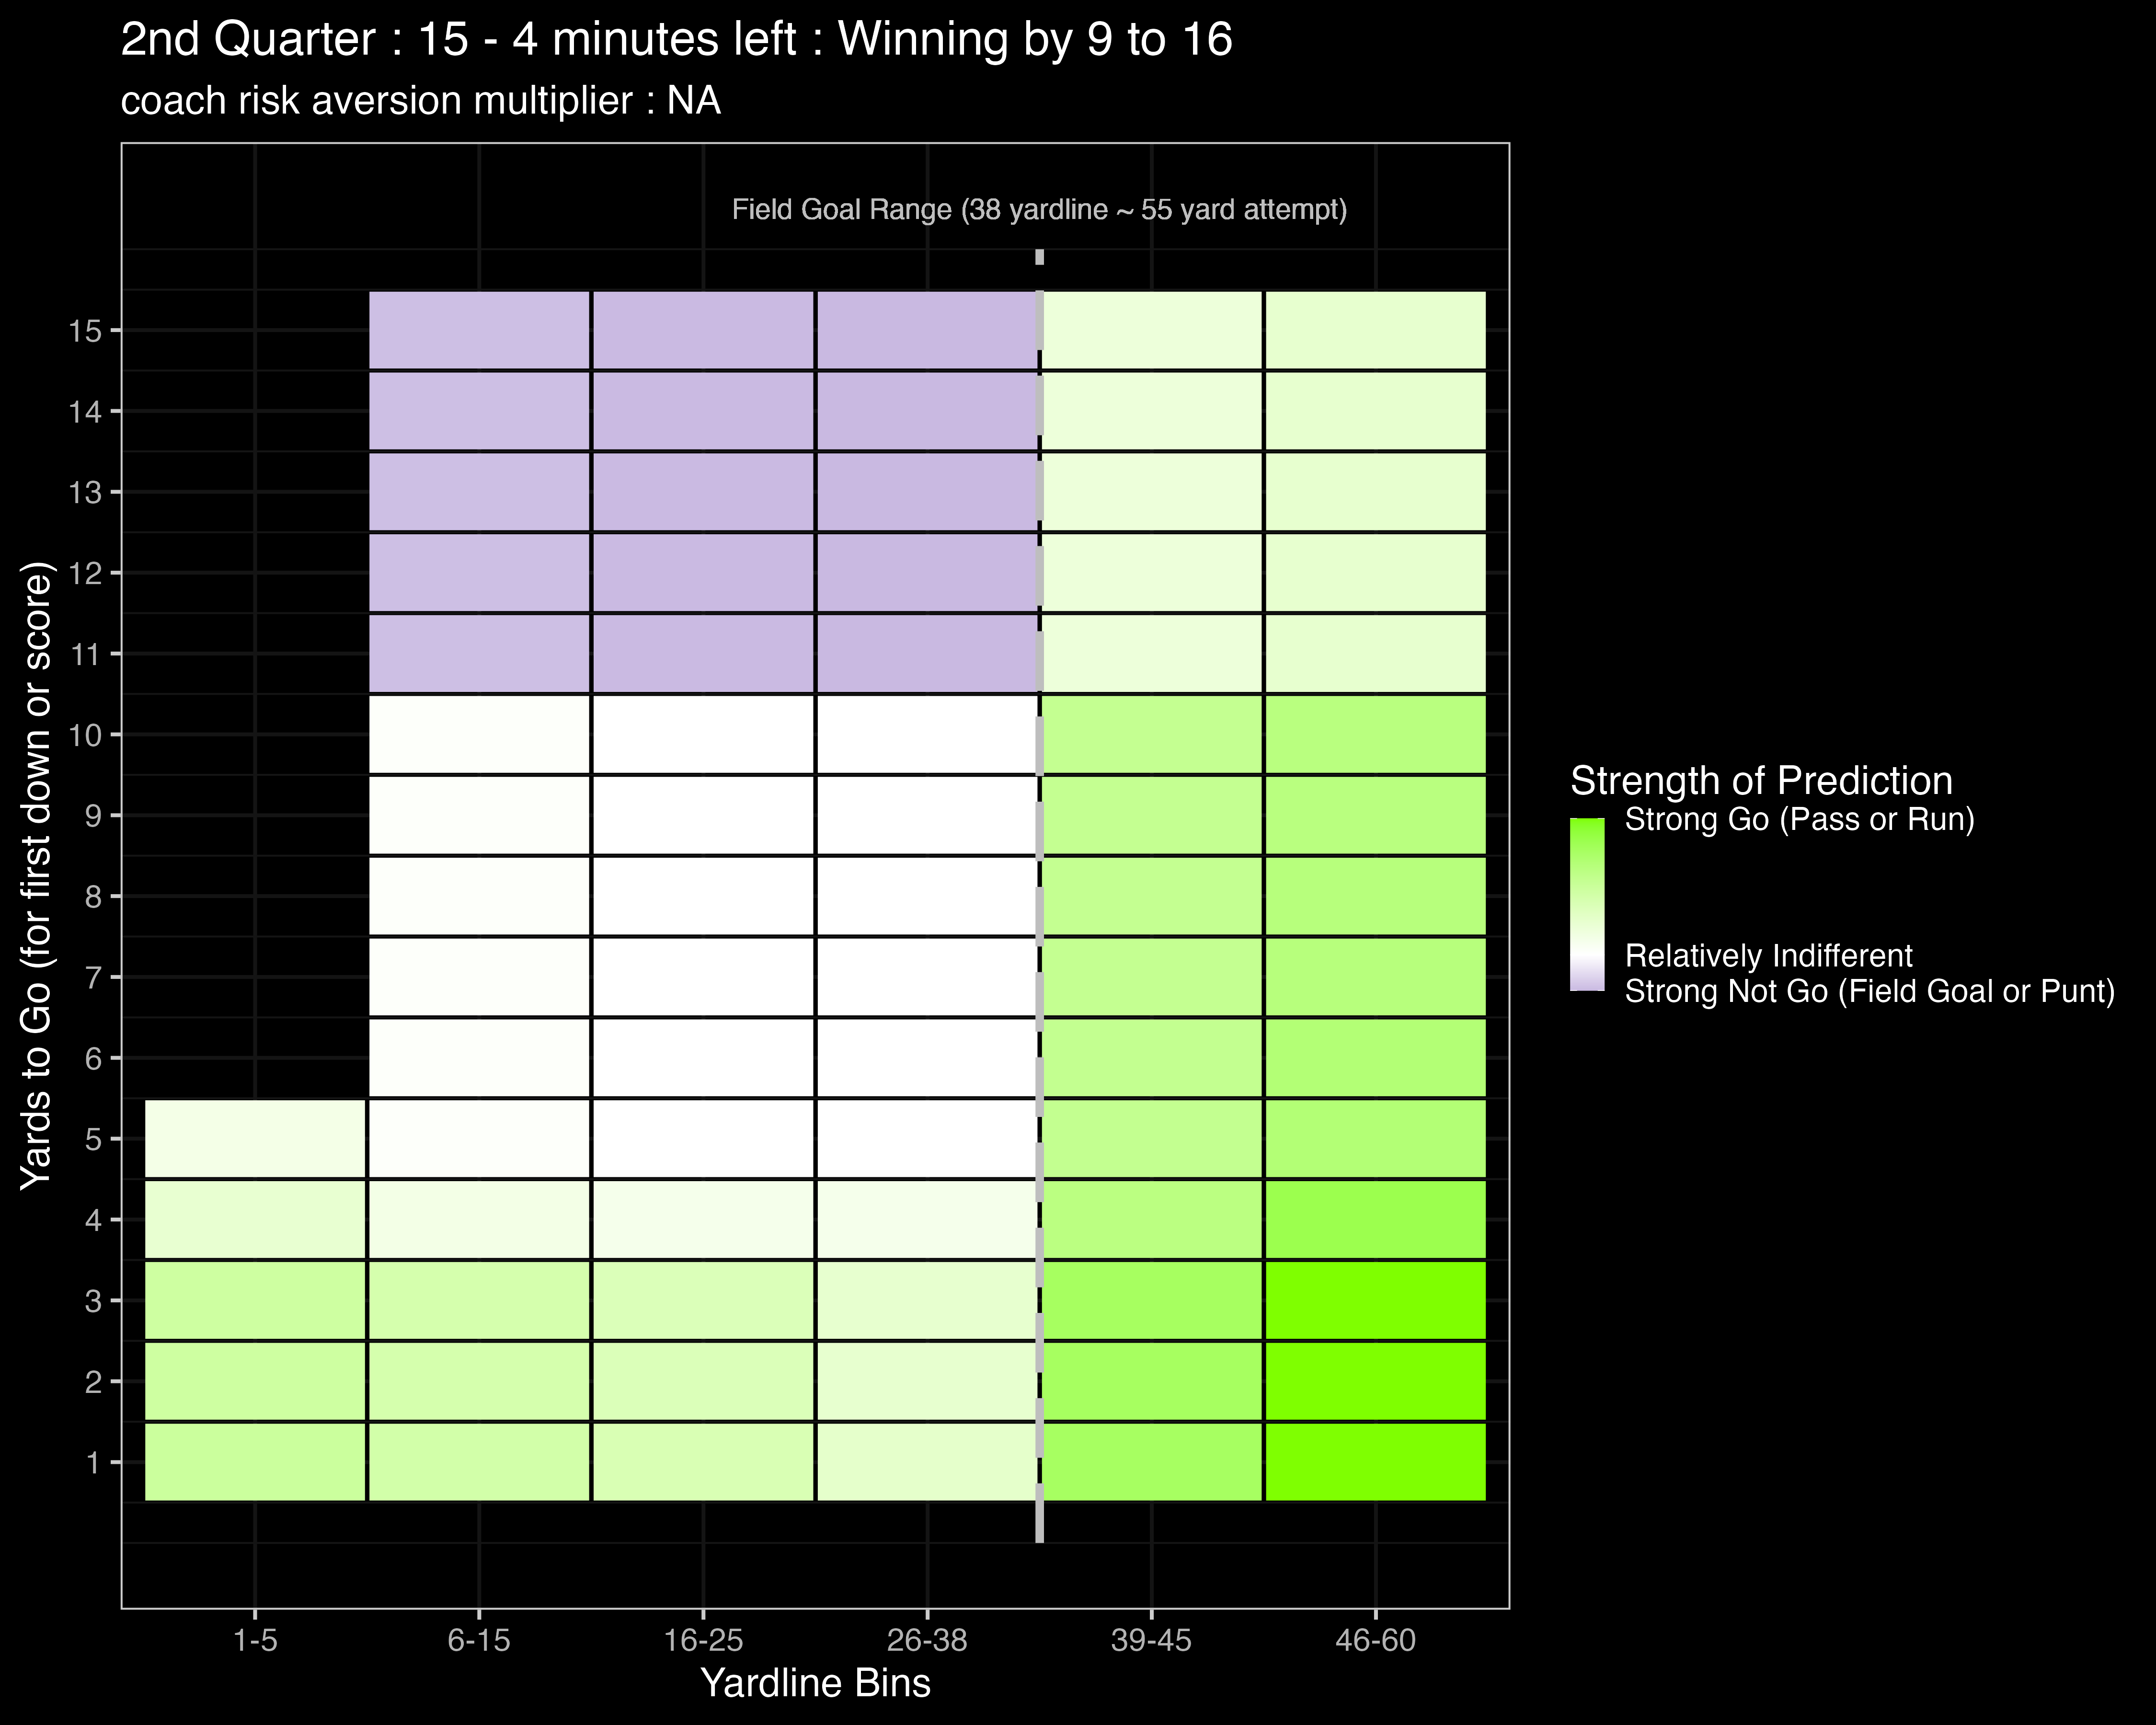 2nd Quarter : 15 - 4 minutes left : Winning by 9 to 16
coach risk aversion multiplier : NA
Field Goal Range (38 yardline ~ 55 yard attempt)
Yards to Go (for first down or score)
15
14
13
12
11
10
9
8
7
6
5
4
3
2
1
1-5 6-15 16-25 26-38 39-45 46-60
Yardline Bins
Strength of Prediction
Strong Go (Pass or Run)
Relatively Indifferent
Strong Not Go (Field Goal or Punt)